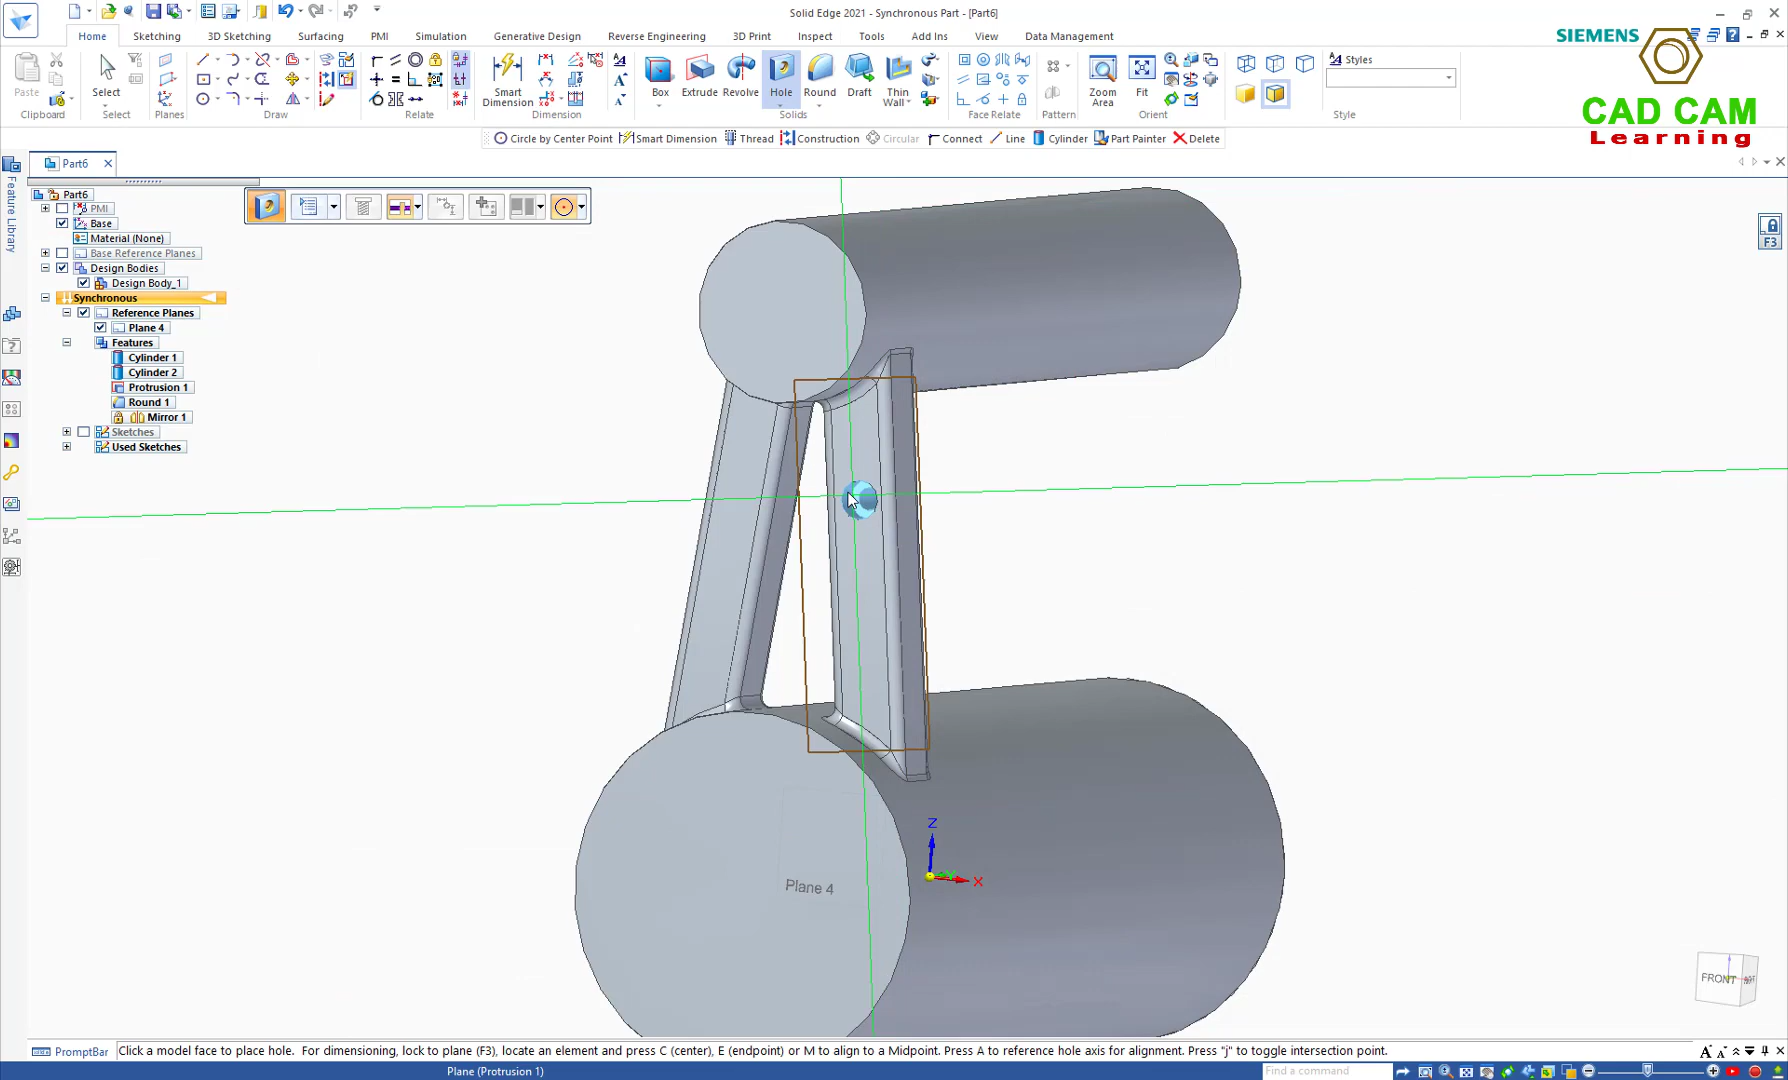 Solid Edge 2021 - Synchronous Part - [Part6]
Home Sketching 3D Sketching Surfacing PMI Simulation Generative Design Reverse Engineering 3D Print Inspect Tools Add Ins View Data Management
SIEMENS
CAD CAM
Learning
Paste
Clipboard
Select
Select
Planes
Draw
Relate
Smart Dimension
Dimension
Box
Extrude
Revolve
Hole
Round
Draft
Thin Wall
Solids
Face Relate
Pattern
Zoom Area
Fit
Orient
Styles
Style
Circle by Center Point Smart Dimension Thread Construction Circular Connect Line Cylinder Part Painter Delete
Part6
Feature Library
Part6
PMI
Base
Material (None)
Base Reference Planes
Design Bodies
Design Body_1
Synchronous
Reference Planes
Plane 4
Features
Cylinder 1
Cylinder 2
Protrusion 1
Round 1
Mirror 1
Sketches
Used Sketches
F3
Z
X
Plane 4
FRONT
PromptBar Click a model face to place hole. For dimensioning, lock to plane (F3), locate an element and press C (center), E (endpoint) or M to align to a Midpoint. Press A to reference hole axis for alignment. Press "j" to toggle intersection point.
Plane (Protrusion 1)
Find a command